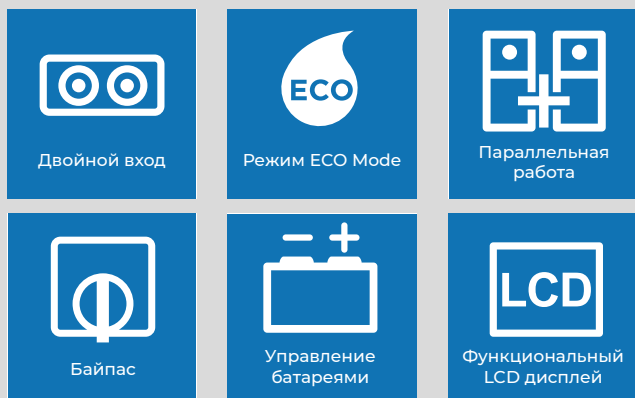 Двойной вход
ECO
Режим ECO Mode
Параллельная
работа
Байпас
Управление
батареями
LCD
Функциональный
LCD дисплей